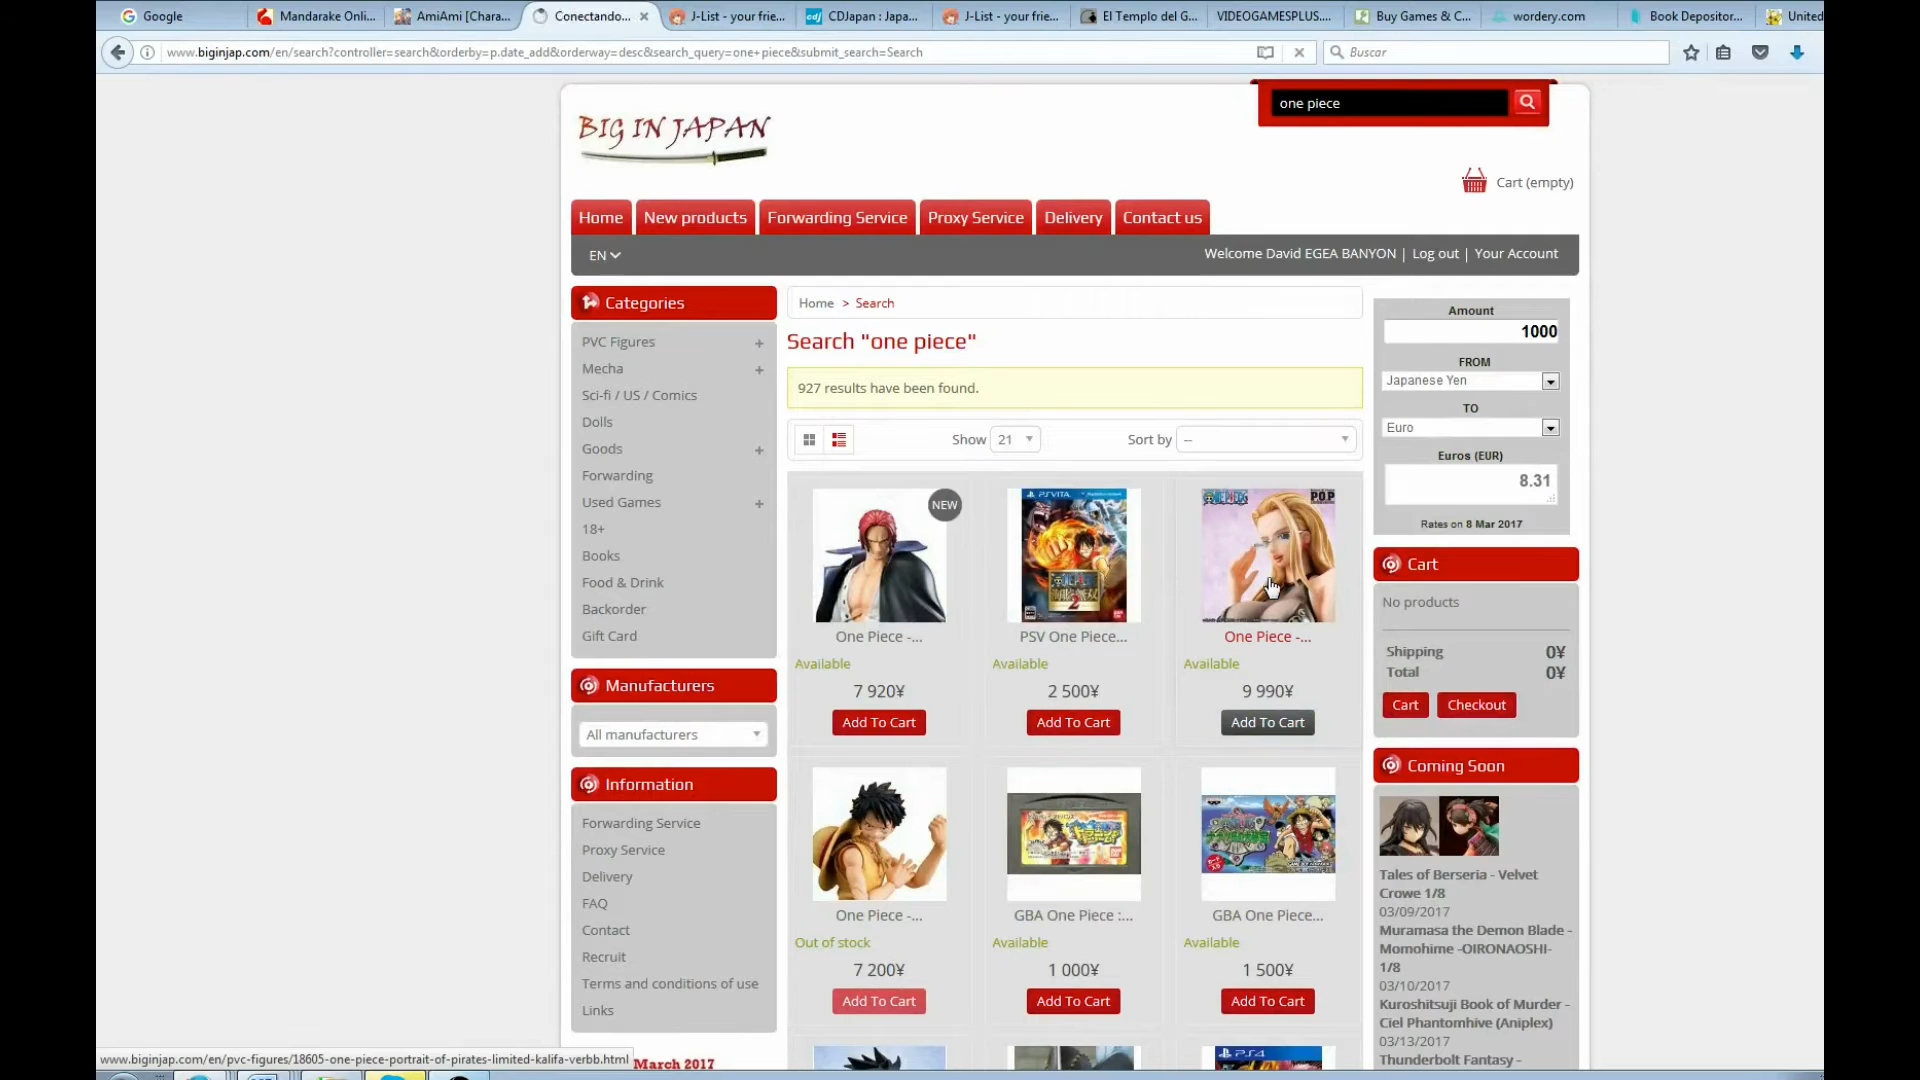 Google
Mandarake Onli...
AmiAmi [Chara...
Conectando...
J-List - your frie...
CDJapan : Japa...
J-List - your frie...
El Templo del G...
VIDEOGAMESPLUS....
Buy Games & C...
wordery.com
Book Depositor...
United
www.biginjap.com/en/search?controller=search&orderby=p.date_add&orderway=desc&search_query=one+piece&submit_search=Search
Buscar
BIG IN JAPAN
one piece
Cart (empty)
Home
New products
Forwarding Service
Proxy Service
Delivery
Contact us
EN
Welcome David EGEA BANYON | Log out | Your Account
Categories
PVC Figures +
Mecha +
Sci-fi / US / Comics
Dolls
Goods +
Forwarding
Used Games +
18+
Books
Food & Drink
Backorder
Gift Card
Manufacturers
All manufacturers
Information
Forwarding Service
Proxy Service
Delivery
FAQ
Contact
Recruit
Terms and conditions of use
Links
March 2017
Home > Search
Search "one piece"
927 results have been found.
Show 21
Sort by --
NEW
PSVITA
ONE PIECE
P.O.P
One Piece -...
PSV One Piece...
One Piece -...
Available
Available
Available
7 920¥
2 500¥
9 990¥
Add To Cart
Add To Cart
Add To Cart
One Piece -...
GBA One Piece :...
GBA One Piece...
Out of stock
Available
Available
7 200¥
1 000¥
1 500¥
Add To Cart
Add To Cart
Add To Cart
PS4
Amount
1000
FROM
Japanese Yen
TO
Euro
Euros (EUR)
8.31
Rates on 8 Mar 2017
Cart
No products
Shipping 0¥
Total 0¥
Cart
Checkout
Coming Soon
Tales of Berseria - Velvet
Crowe 1/8
03/09/2017
Muramasa the Demon Blade -
Momohime -OIRONAOSHI-
1/8
03/10/2017
Kuroshitsuji Book of Murder -
Ciel Phantomhive (Aniplex)
03/13/2017
Thunderbolt Fantasy -
www.biginjap.com/en/pvc-figures/18605-one-piece-portrait-of-pirates-limited-kalifa-verbb.html